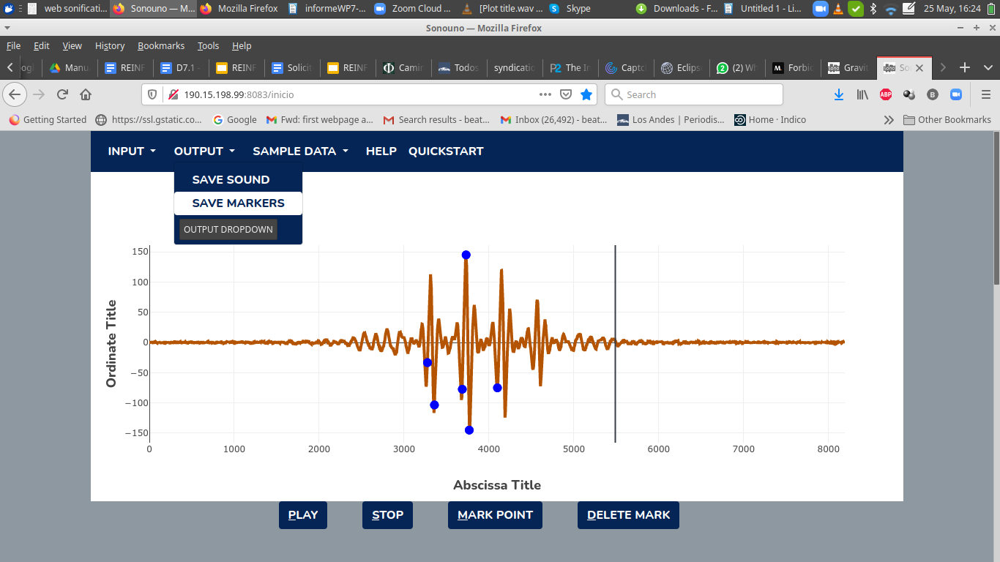 web sonificati... Sonouno — M... Mozilla Firefox informeWP7-... Zoom Cloud ... [Plot title.wav ... Skype Downloads - F... Untitled 1 - Li... 25 May, 16:24
Sonouno — Mozilla Firefox
File Edit View History Bookmarks Tools Help
Manu REINF D7.1 - REINF Solicit REINF Camin Todos syndicatio The In Captch Eclips (2) Wh Forbic Gravit So
190.15.198.99:8083/inicio Search
Getting Started https://ssl.gstatic.co... Google Fwd: first webpage a... Search results - beat... Inbox (26,492) - beat... Los Andes | Periodis... Home · Indico Other Bookmarks
INPUT OUTPUT SAMPLE DATA HELP QUICKSTART
SAVE SOUND
SAVE MARKERS
OUTPUT DROPDOWN
150
100
50
0
−50
−100
−150
Ordinate Title
0 1000 2000 3000 4000 5000 6000 7000 8000
Abscissa Title
PLAY STOP MARK POINT DELETE MARK